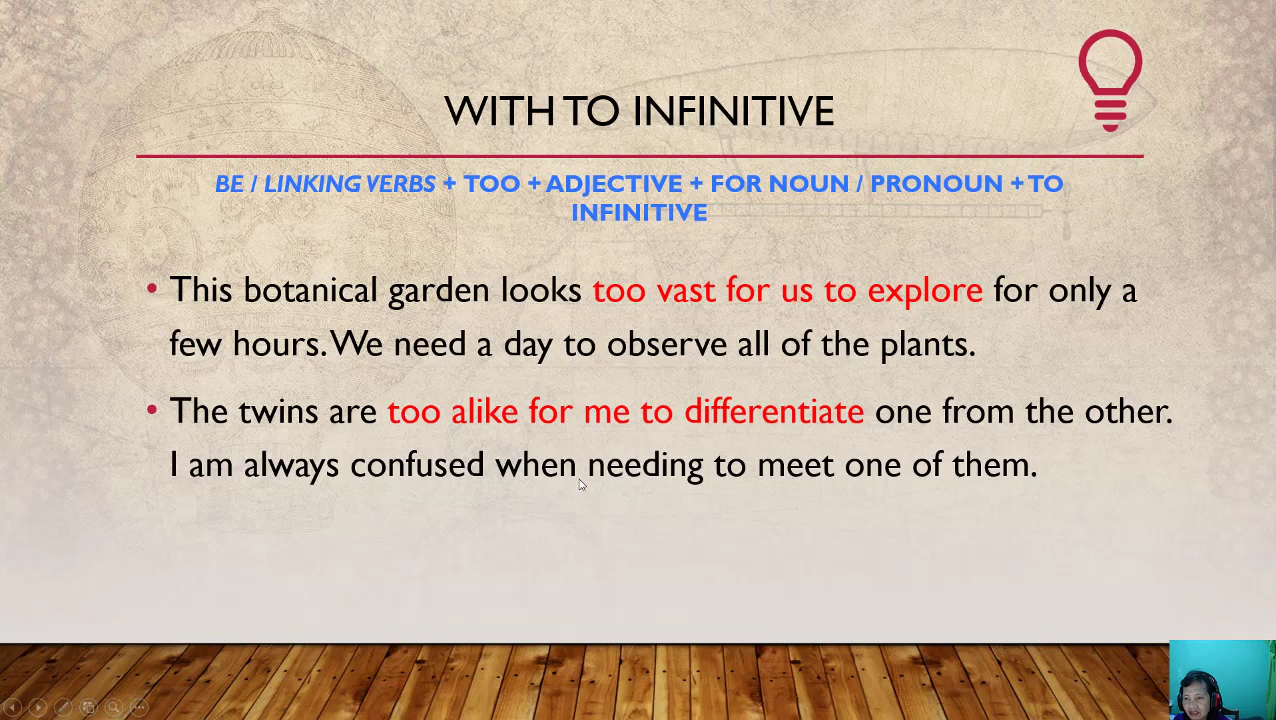 WITH TO INFINITIVE
BE / LINKING VERBS + TOO + ADJECTIVE + FOR NOUN / PRONOUN + TO
INFINITIVE
• This botanical garden looks too vast for us to explore for only a
few hours. We need a day to observe all of the plants.
• The twins are too alike for me to differentiate one from the other.
I am always confused when needing to meet one of them.